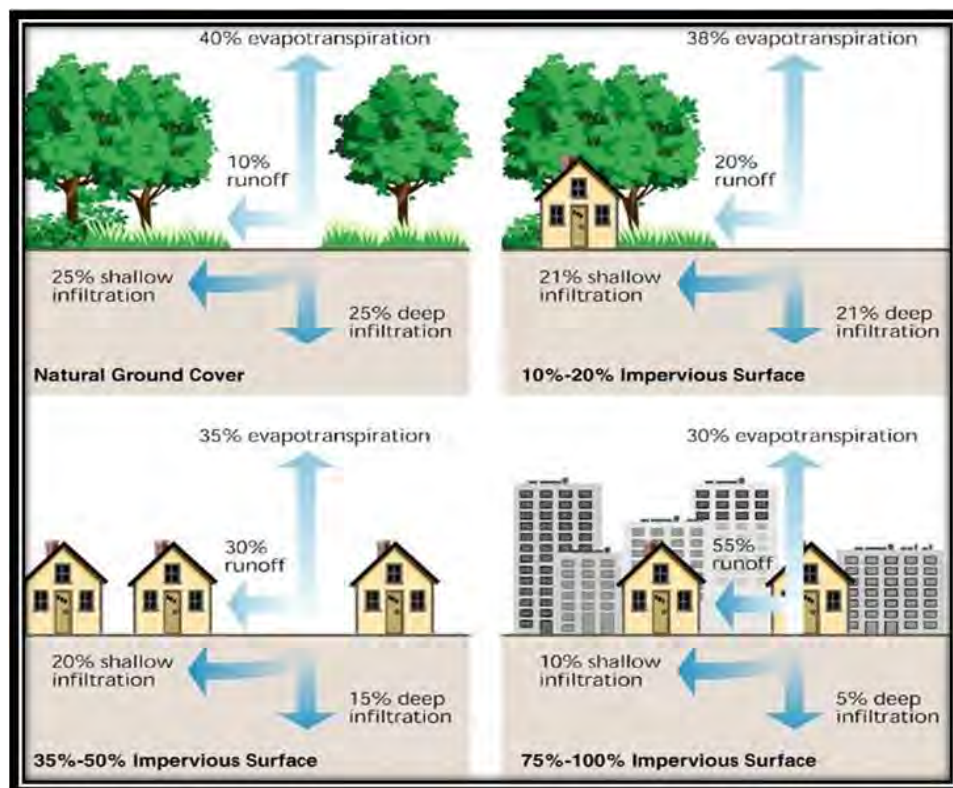 40% evapotranspiration
10%
runoff
25% shallow
infiltration
25% deep
infiltration
Natural Ground Cover
38% evapotranspiration
20%
runoff
21% shallow
infiltration
21% deep
infiltration
10%-20% Impervious Surface
35% evapotranspiration
30%
runoff
20% shallow
infiltration
15% deep
infiltration
35%-50% Impervious Surface
30% evapotranspiration
55%
runoff
10% shallow
infiltration
5% deep
infiltration
75%-100% Impervious Surface